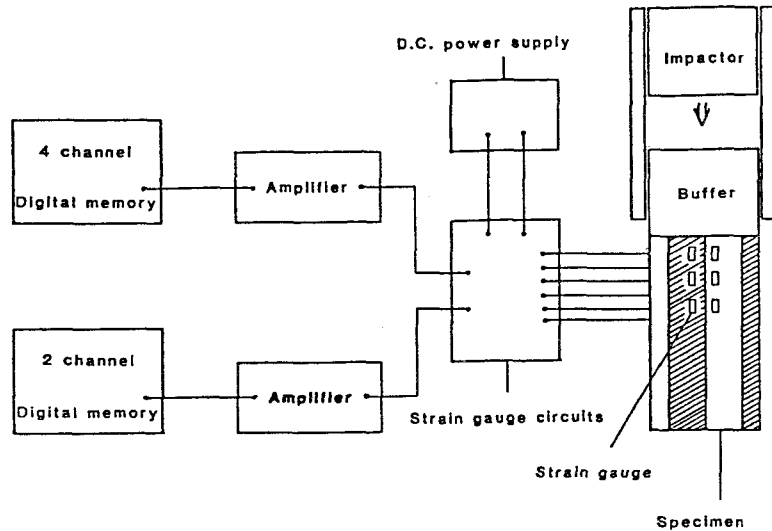 D.C. power supply
Impactor
4 channel
Digital memory
Amplifier
Buffer
2 channel
Digital memory
Amplifier
Strain gauge circuits
Strain gauge
Specimen